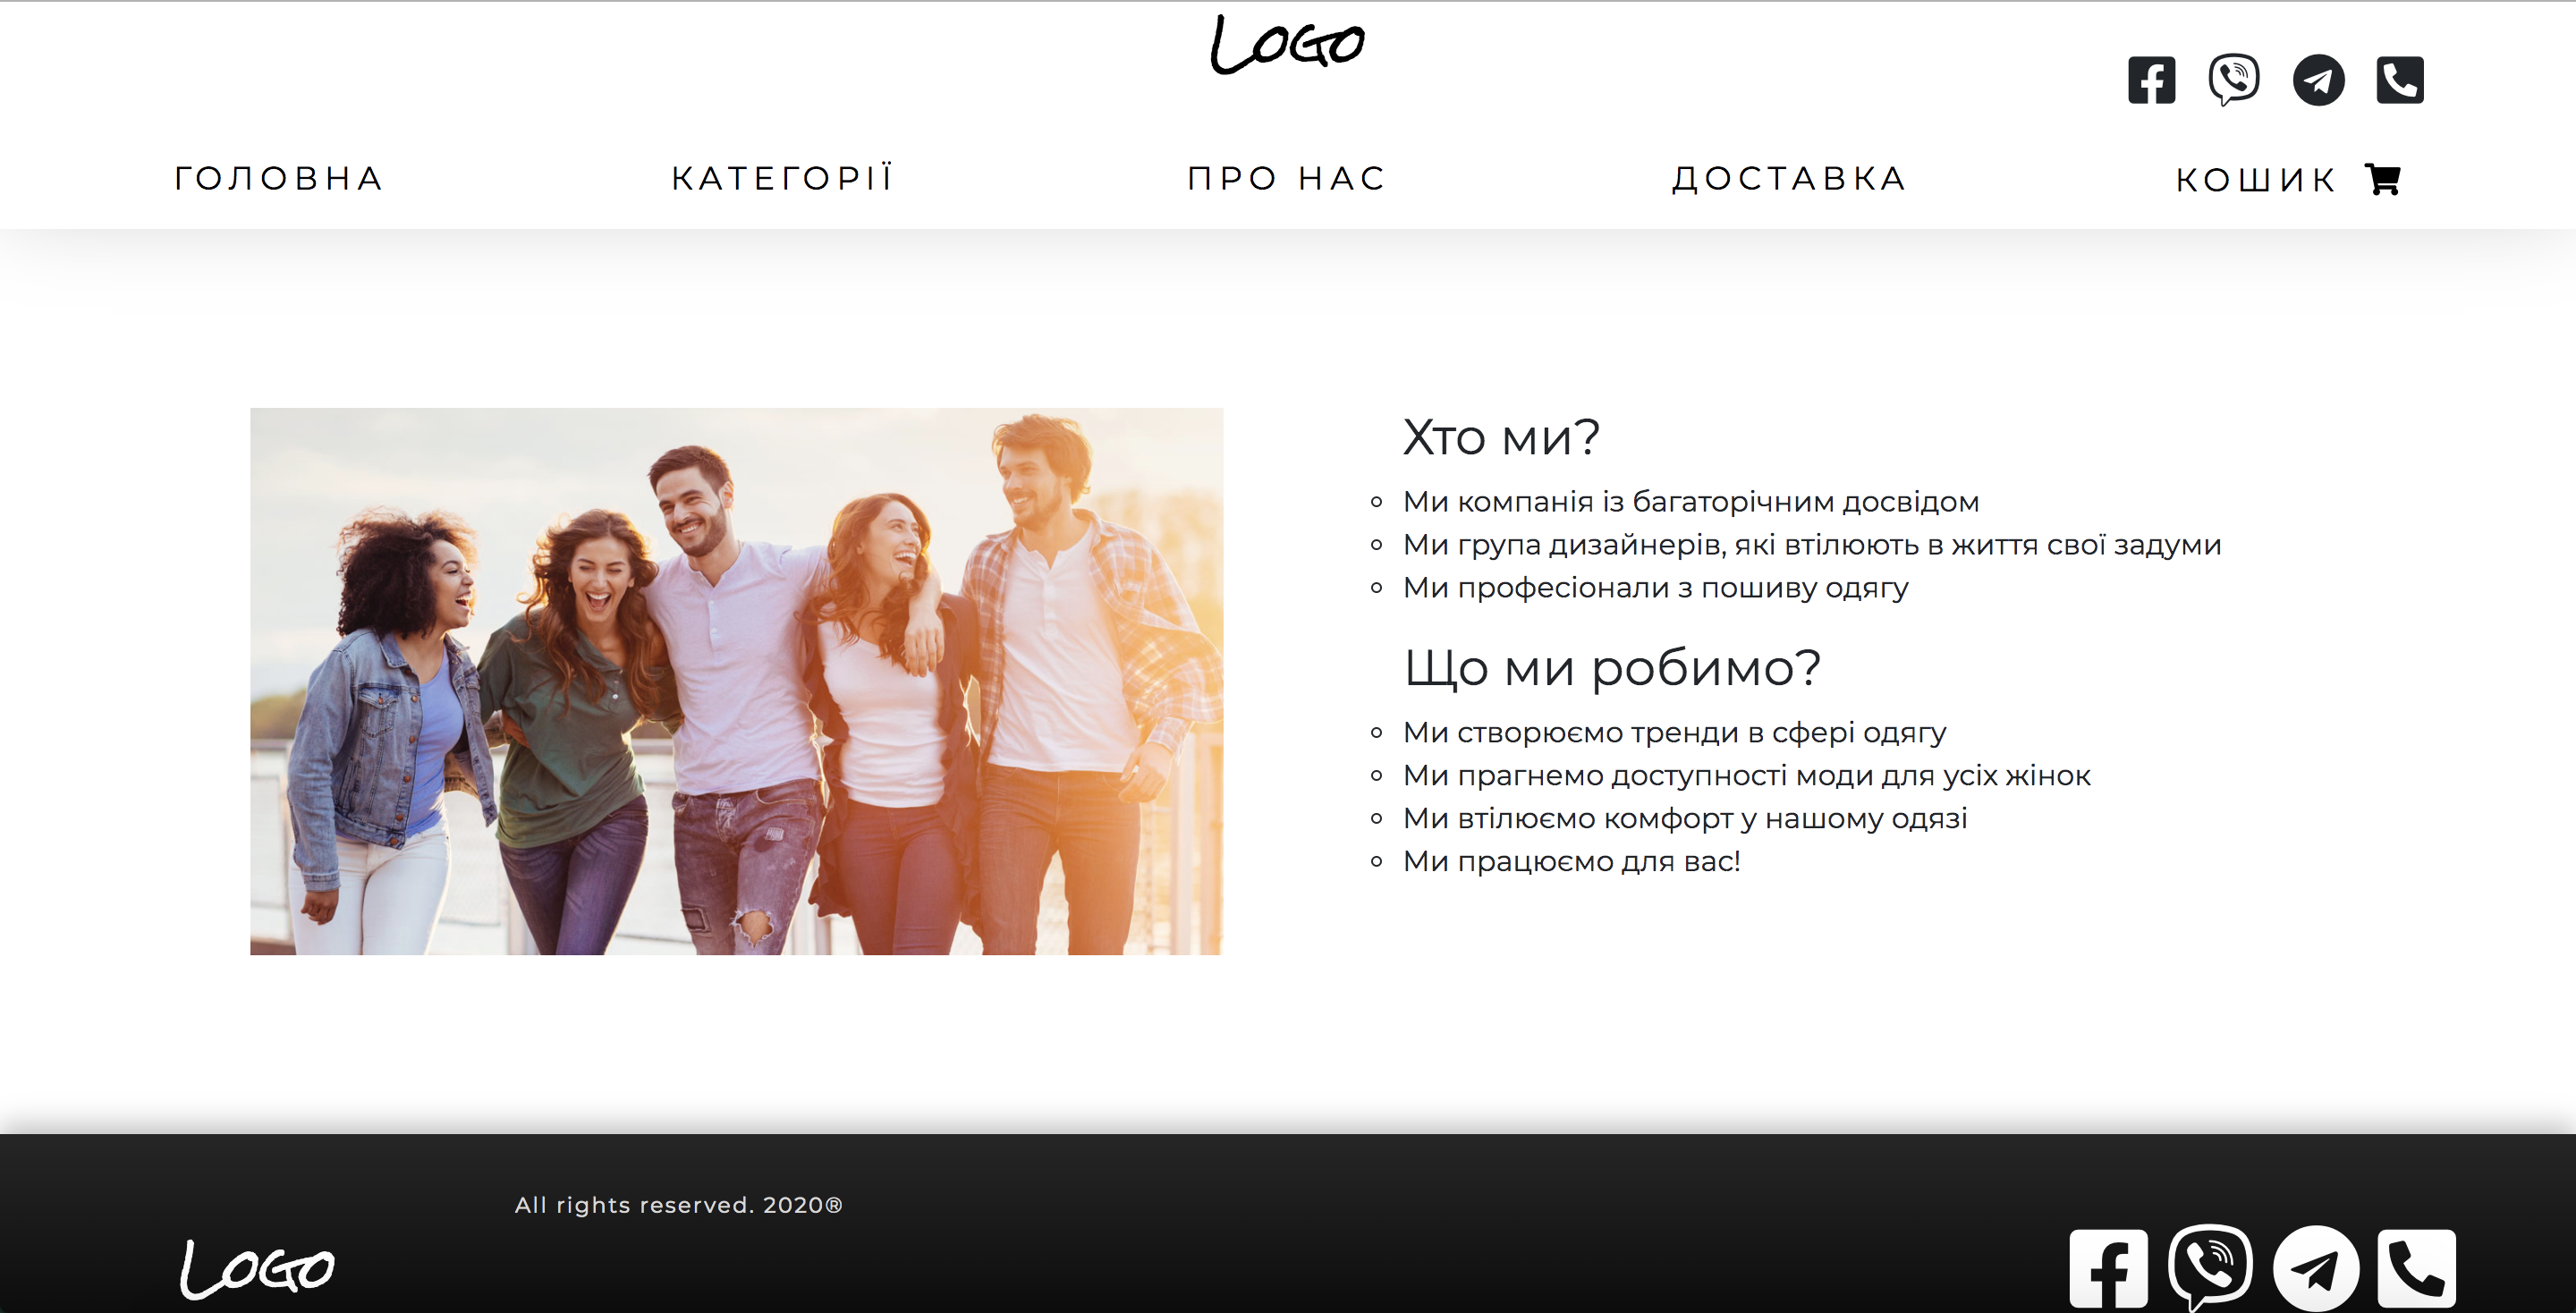 LOGO
ГОЛОВНА КАТЕГОРІЇ ПРО НАС ДОСТАВКА КОШИК
Хто ми?
Ми компанія із багаторічним досвідом
Ми група дизайнерів, які втілюють в життя свої задуми
Ми професіонали з пошиву одягу
Що ми робимо?
Ми створюємо тренди в сфері одягу
Ми прагнемо доступності моди для усіх жінок
Ми втілюємо комфорт у нашому одязі
Ми працюємо для вас!
All rights reserved. 2020®
LOGO